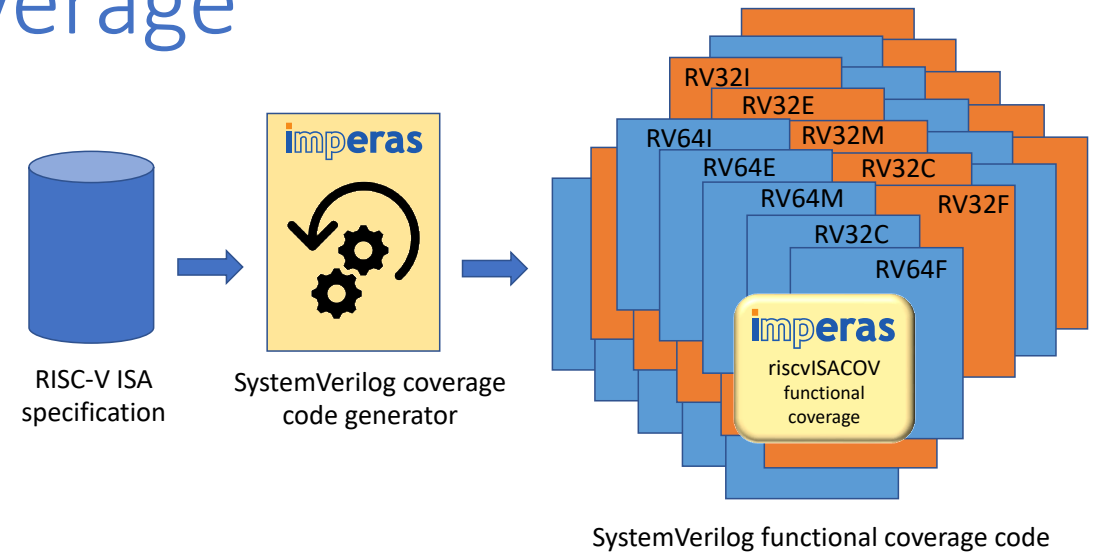 verage
imperas
RISC-V ISA
specification
SystemVerilog coverage
code generator
RV32I
RV32E
RV32M
RV32C
RV32F
RV64I
RV64E
RV64M
RV32C
RV64F
imperas
riscvISACOV
functional
coverage
SystemVerilog functional coverage code